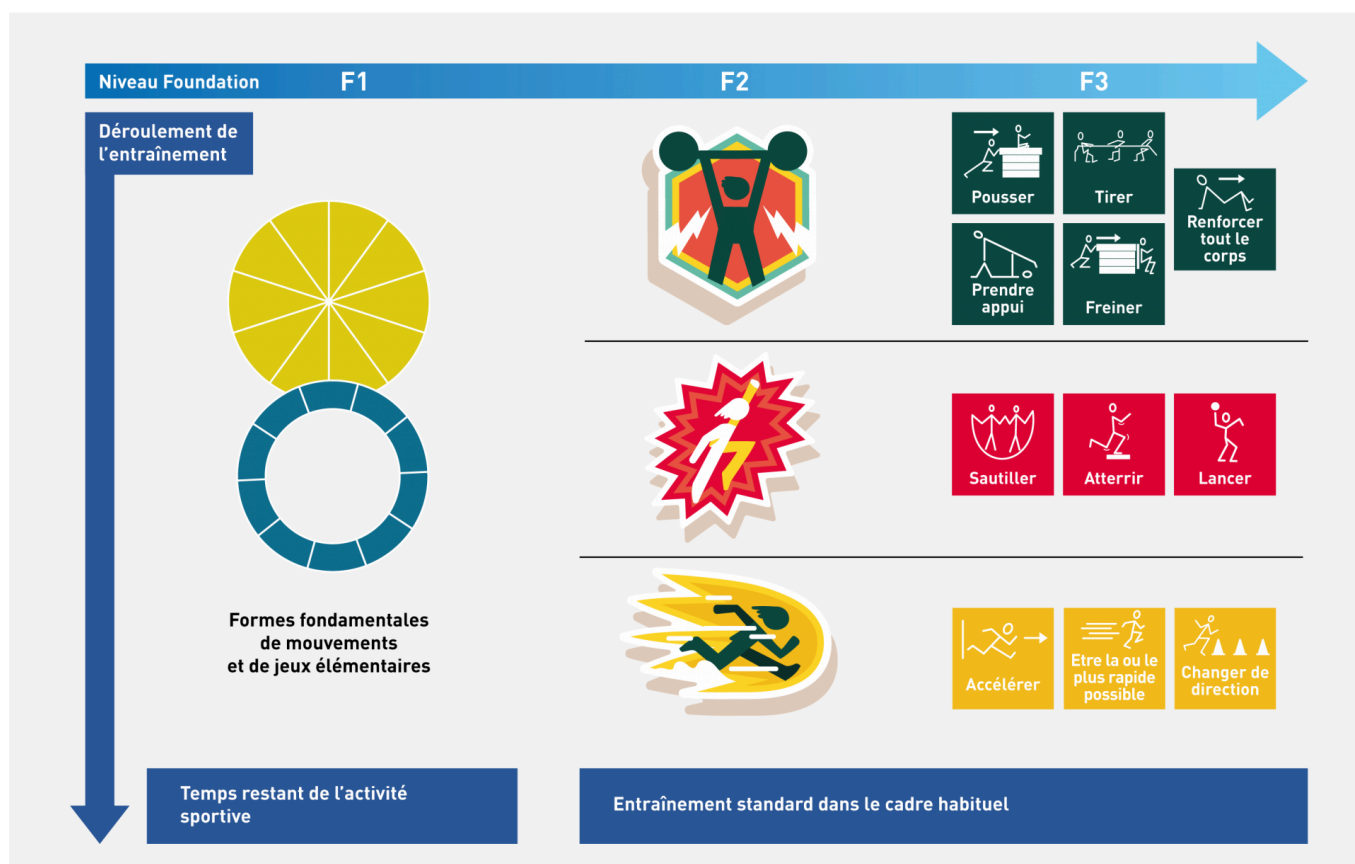 Niveau Foundation F1 F2 F3
Déroulement de
l'entraînement
Pousser
Tirer
Renforcer
tout le
corps
Prendre
appui
Freiner
Sautiller
Atterrir
Lancer
Formes fondamentales
de mouvements
et de jeux élémentaires
Accélérer
Etre la ou le
plus rapide
possible
Changer de
direction
Temps restant de l'activité
sportive
Entraînement standard dans le cadre habituel